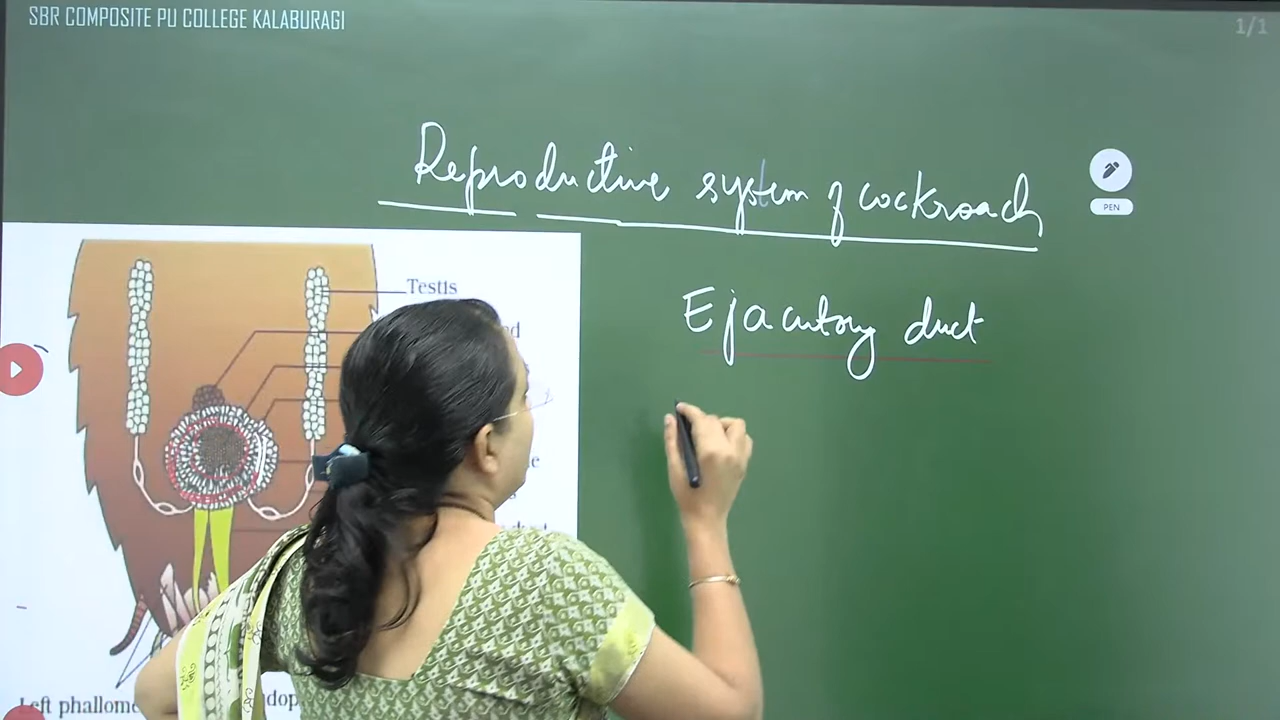 SBR COMPOSITE PU COLLEGE KALABURAGI
1/1
Reproductive system of cockroach
PEN
Testis
Ejacutory duct
Left phallome